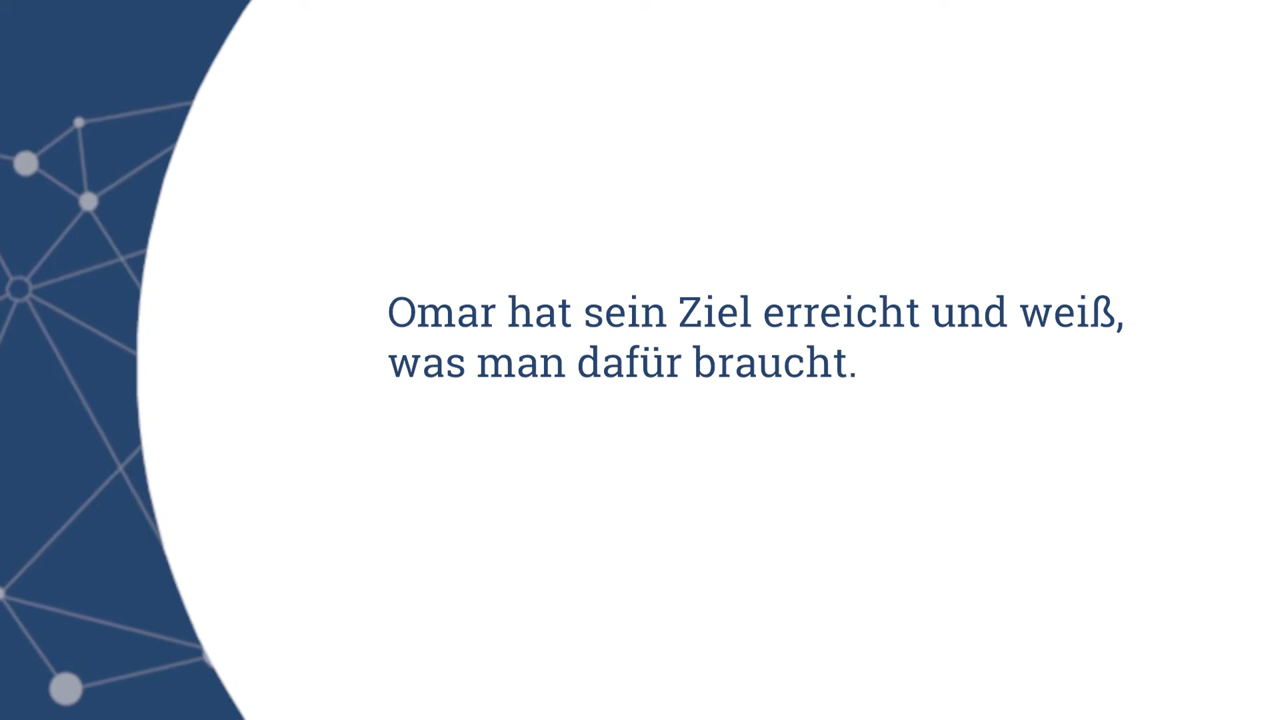 Omar hat sein Ziel erreicht und weiß,
was man dafür braucht.